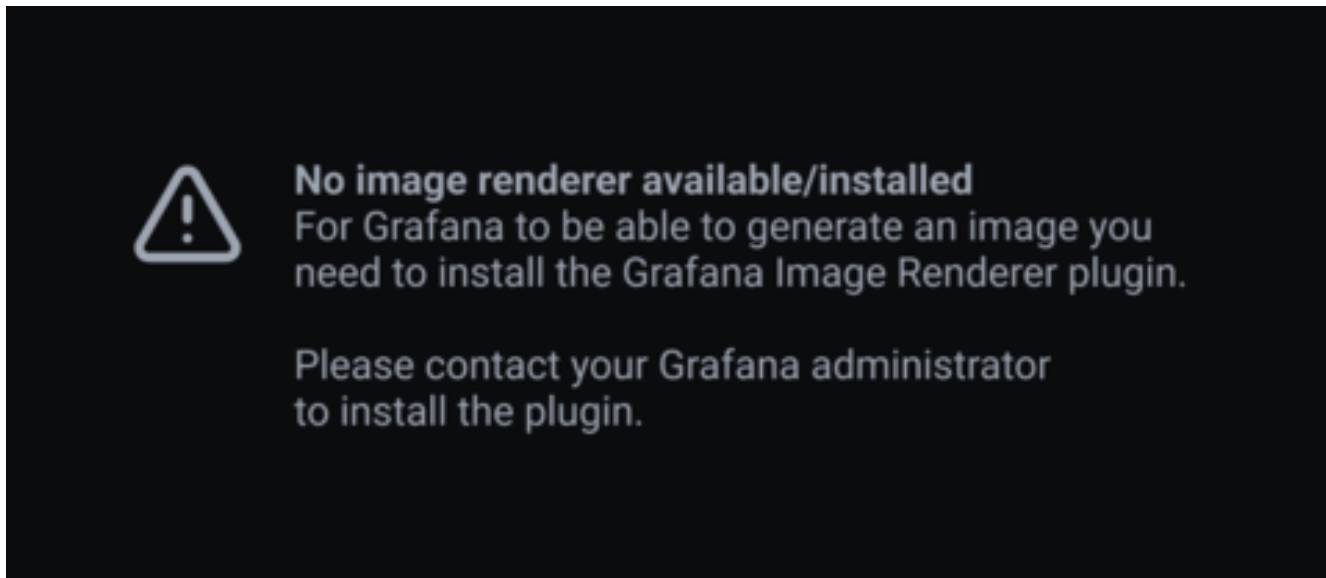 No image renderer available/installed
For Grafana to be able to generate an image you
need to install the Grafana Image Renderer plugin.
Please contact your Grafana administrator
to install the plugin.